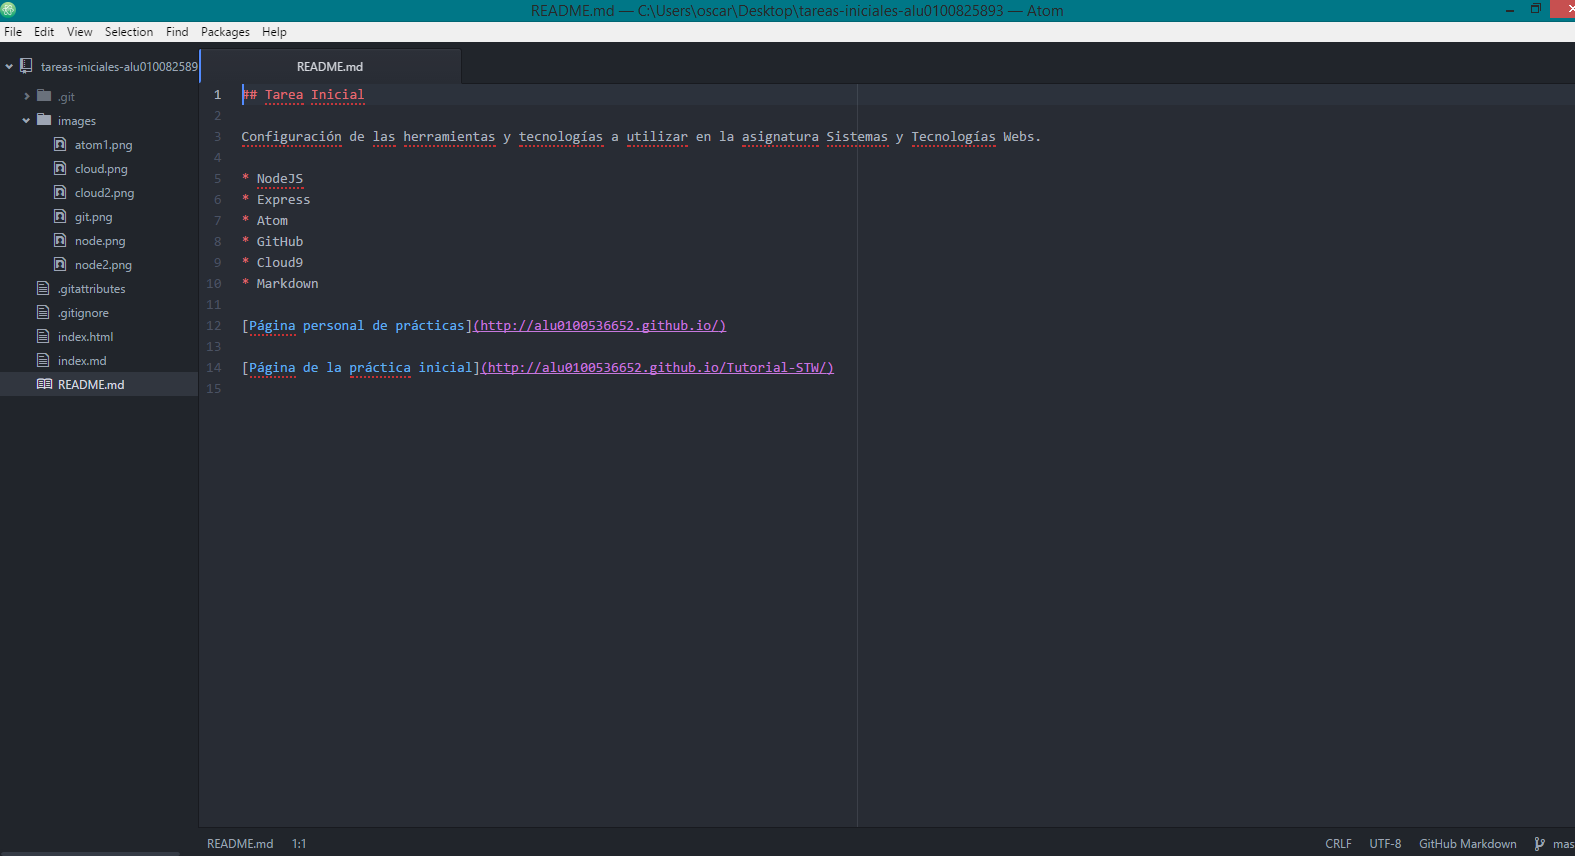 README.md — C:\Users\oscar\Desktop\tareas-iniciales-alu0100825893 — Atom
File Edit View Selection Find Packages Help
tareas-iniciales-alu010082589
README.md
.git
images
atom1.png
cloud.png
cloud2.png
git.png
node.png
node2.png
.gitattributes
.gitignore
index.html
index.md
README.md
1 ## Tarea Inicial
2
3 Configuración de las herramientas y tecnologías a utilizar en la asignatura Sistemas y Tecnologías Webs.
4
5 * NodeJS
6 * Express
7 * Atom
8 * GitHub
9 * Cloud9
10 * Markdown
11
12 [Página personal de prácticas](http://alu0100536652.github.io/)
13
14 [Página de la práctica inicial](http://alu0100536652.github.io/Tutorial-STW/)
15
README.md 1:1 CRLF UTF-8 GitHub Markdown mas